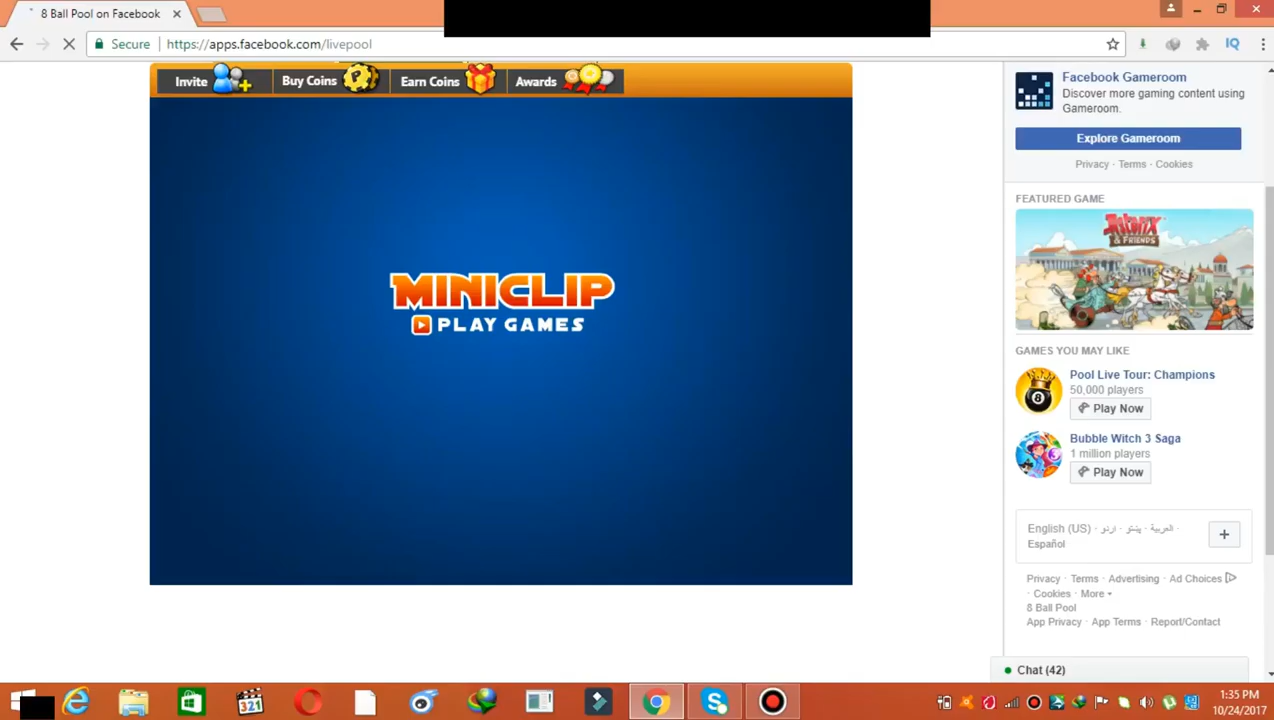 8 Ball Pool on Facebook
Secure
https://apps.facebook.com/livepool
IQ
Invite
Buy Coins
Earn Coins
Awards
MINICLIP
PLAY GAMES
Facebook Gameroom
Discover more gaming content using
Gameroom.
Explore Gameroom
Privacy · Terms · Cookies
FEATURED GAME
Asterix
& FRIENDS
GAMES YOU MAY LIKE
Pool Live Tour: Champions
50,000 players
Play Now
Bubble Witch 3 Saga
1 million players
Play Now
English (US) · اردو · پښتو · العربية ·
Español
Privacy · Terms · Advertising · Ad Choices
· Cookies · More
8 Ball Pool
App Privacy · App Terms · Report/Contact
Chat (42)
321
1:35 PM
10/24/2017